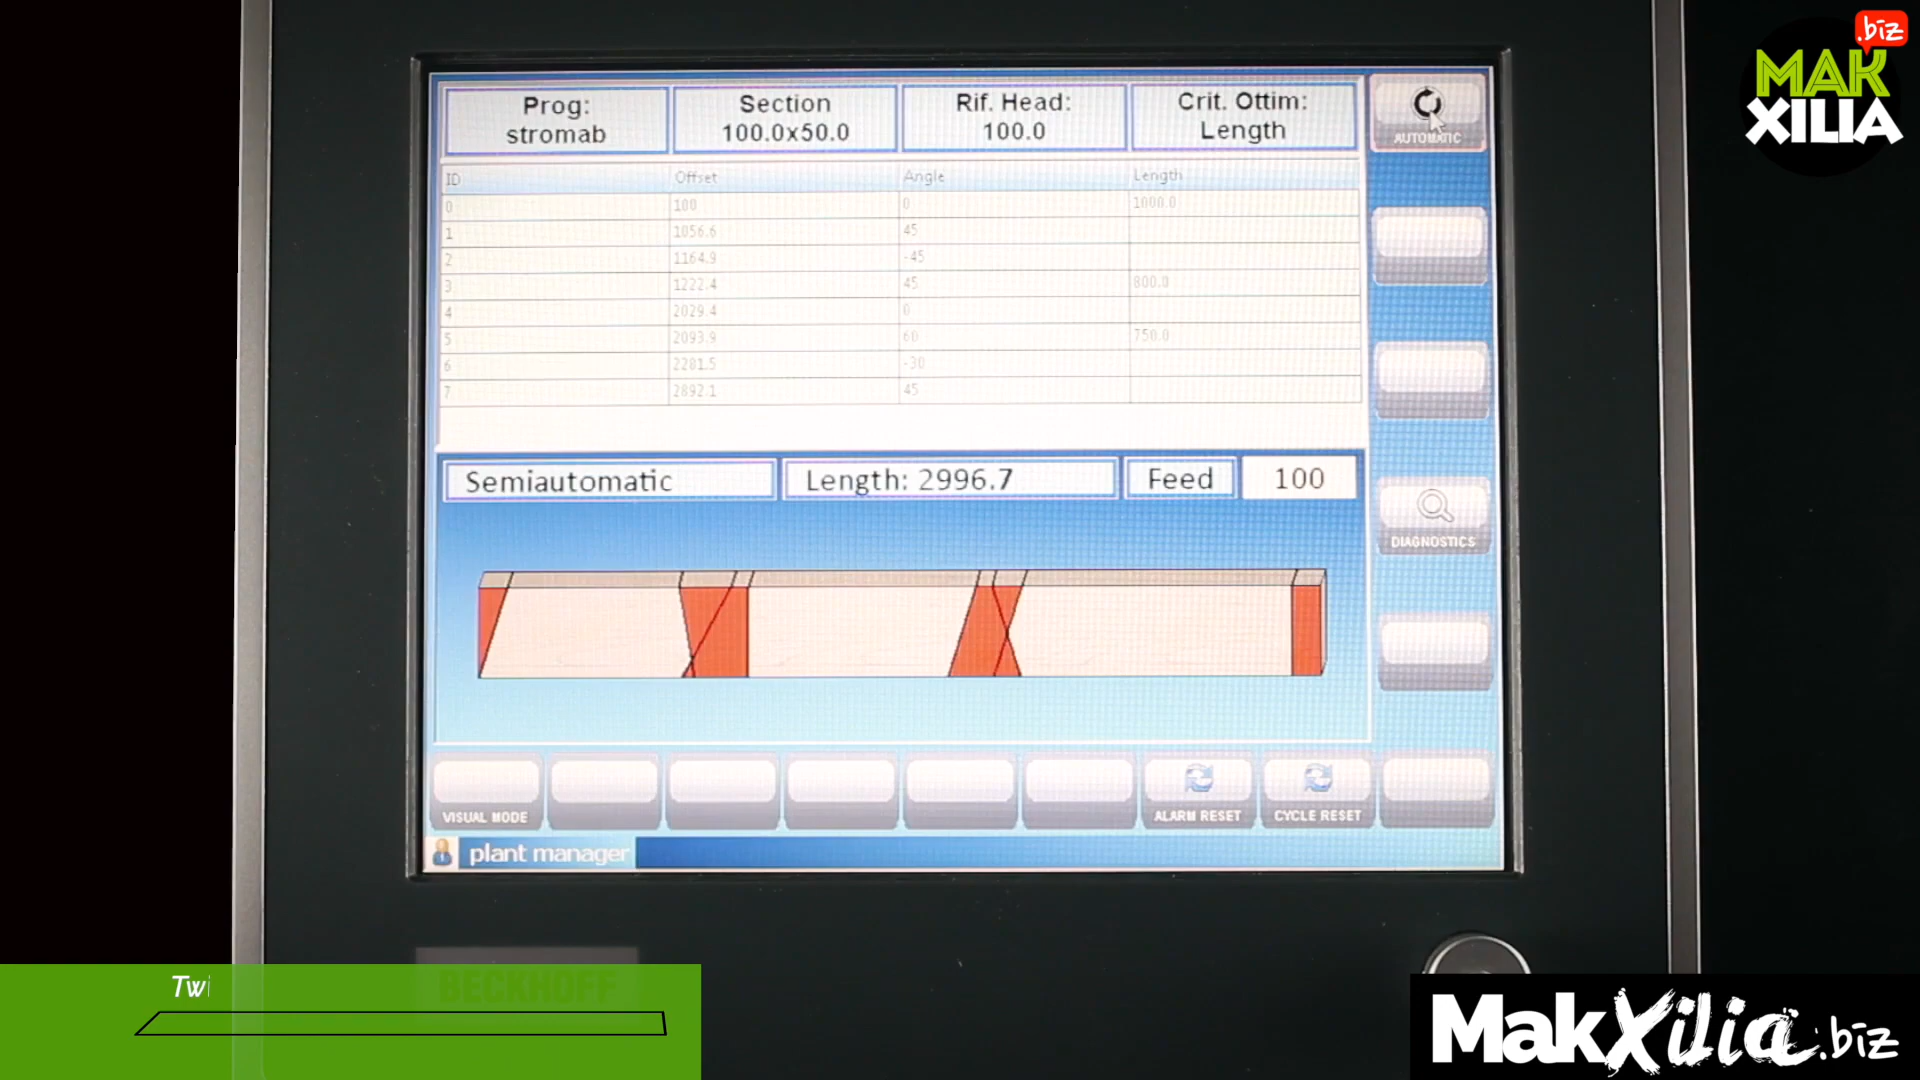 .biz
MAK
XILIA
Prog:
stromab
Section
100.0x50.0
Rif. Head:
100.0
Crit. Ottim:
Length
AUTOMATIC
ID Offset Angle Length
0 100 0 1000.0
1 1056.6 45
2 1164.9 -45
3 1222.4 45 800.0
4 2029.4 0
5 2093.9 60 750.0
6 2281.5 -30
7 2892.1 45
Semiautomatic
Length: 2996.7
Feed
100
DIAGNOSTICS
VISUAL MODE
ALARM RESET
CYCLE RESET
plant manager
BECKHOFF
Twi
MakXilia.biz